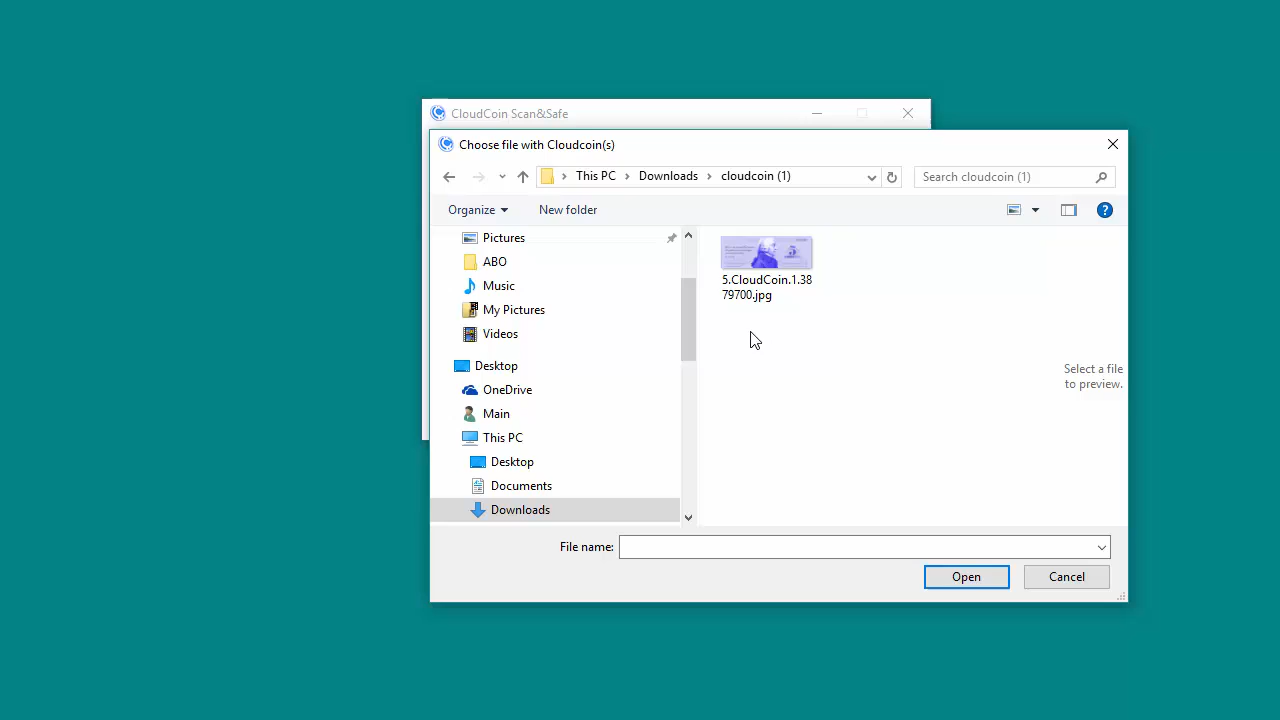 CloudCoin Scan&Safe
Choose file with Cloudcoin(s)
This PC > Downloads > cloudcoin (1)
Search cloudcoin (1)
Organize
New folder
Pictures
ABO
Music
My Pictures
Videos
Desktop
OneDrive
Main
This PC
Desktop
Documents
Downloads
5.CloudCoin.1.38
79700.jpg
Select a file
to preview.
File name:
Open
Cancel